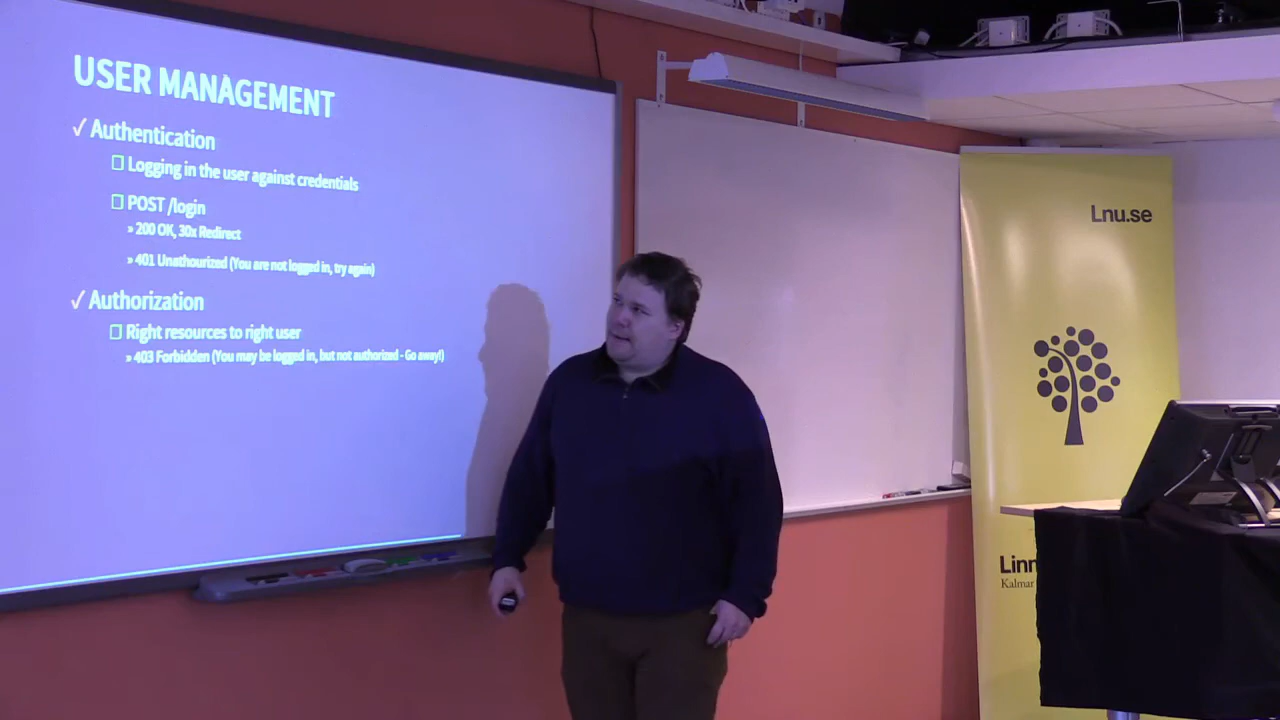 USER MANAGEMENT
✓ Authentication
Logging in the user against credentials
POST /login
» 200 OK, 30x Redirect
» 401 Unathourized (You are not logged in, try again)
✓ Authorization
Right resources to right user
» 403 Forbidden (You may be logged in, but not authorized - Go away!)
Lnu.se
Linn
Kalmar